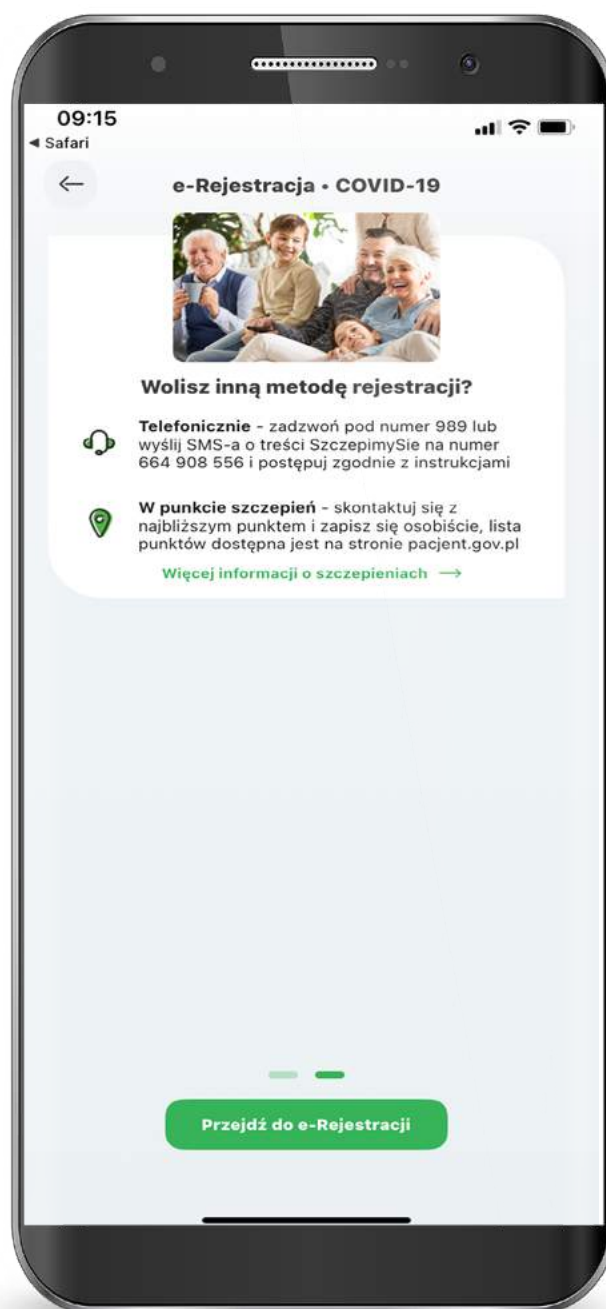 09:15
◀ Safari
e-Rejestracja • COVID-19
Wolisz inną metodę rejestracji?
Telefonicznie - zadzwoń pod numer 989 lub
wyślij SMS-a o treści SzczepimySie na numer
664 908 556 i postępuj zgodnie z instrukcjami
W punkcie szczepień - skontaktuj się z
najbliższym punktem i zapisz się osobiście, lista
punktów dostępna jest na stronie pacjent.gov.pl
Więcej informacji o szczepieniach →
Przejdź do e-Rejestracji